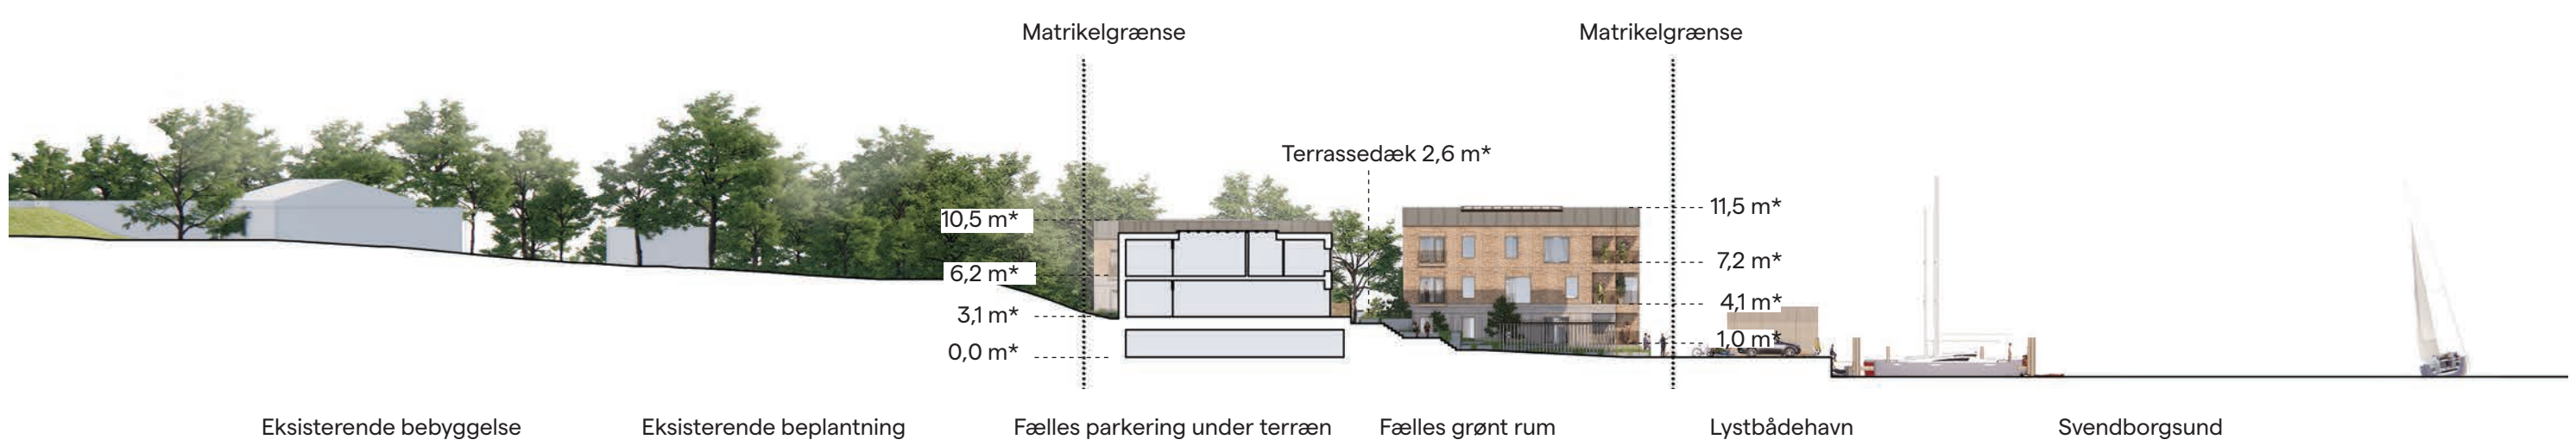 Matrikelgrænse
Matrikelgrænse
Terrassedæk 2,6 m*
10,5 m*
6,2 m*
3,1 m*
0,0 m*
11,5 m*
7,2 m*
4,1 m*
1,0 m*
Eksisterende bebyggelse
Eksisterende beplantning
Fælles parkering under terræn
Fælles grønt rum
Lystbådehavn
Svendborgsund